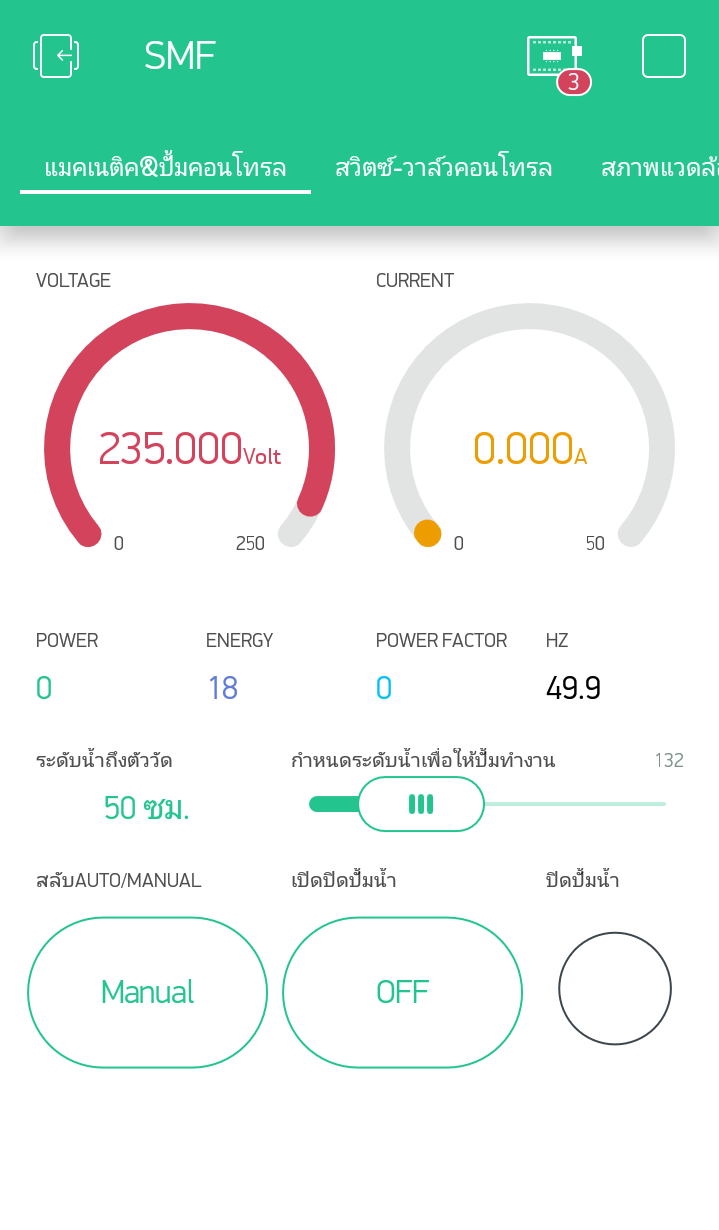 SMF
3
แมคเนติค&ปั้มคอนโทรล สวิตซ์-วาล์วคอนโทรล สภาพแวดล้
VOLTAGE CURRENT
235.000Volt 0.000A
0 250 0 50
POWER ENERGY POWER FACTOR HZ
0 18 0 49.9
ระดับน้ำถึงตัววัด กำหนดระดับน้ำเพื่อให้ปั้มทำงาน 132
50 ซม.
สลับAUTO/MANUAL เปิดปิดปั้มน้ำ ปิดปั้มน้ำ
Manual OFF